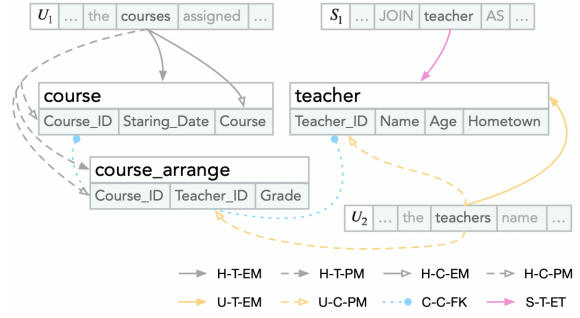 U1 ... the courses assigned ...
S1 ... JOIN teacher AS ...
course
Course_ID Staring_Date Course
teacher
Teacher_ID Name Age Hometown
course_arrange
Course_ID Teacher_ID Grade
U2 ... the teachers name ...
H-T-EM H-T-PM H-C-EM H-C-PM
U-T-EM U-C-PM C-C-FK S-T-ET